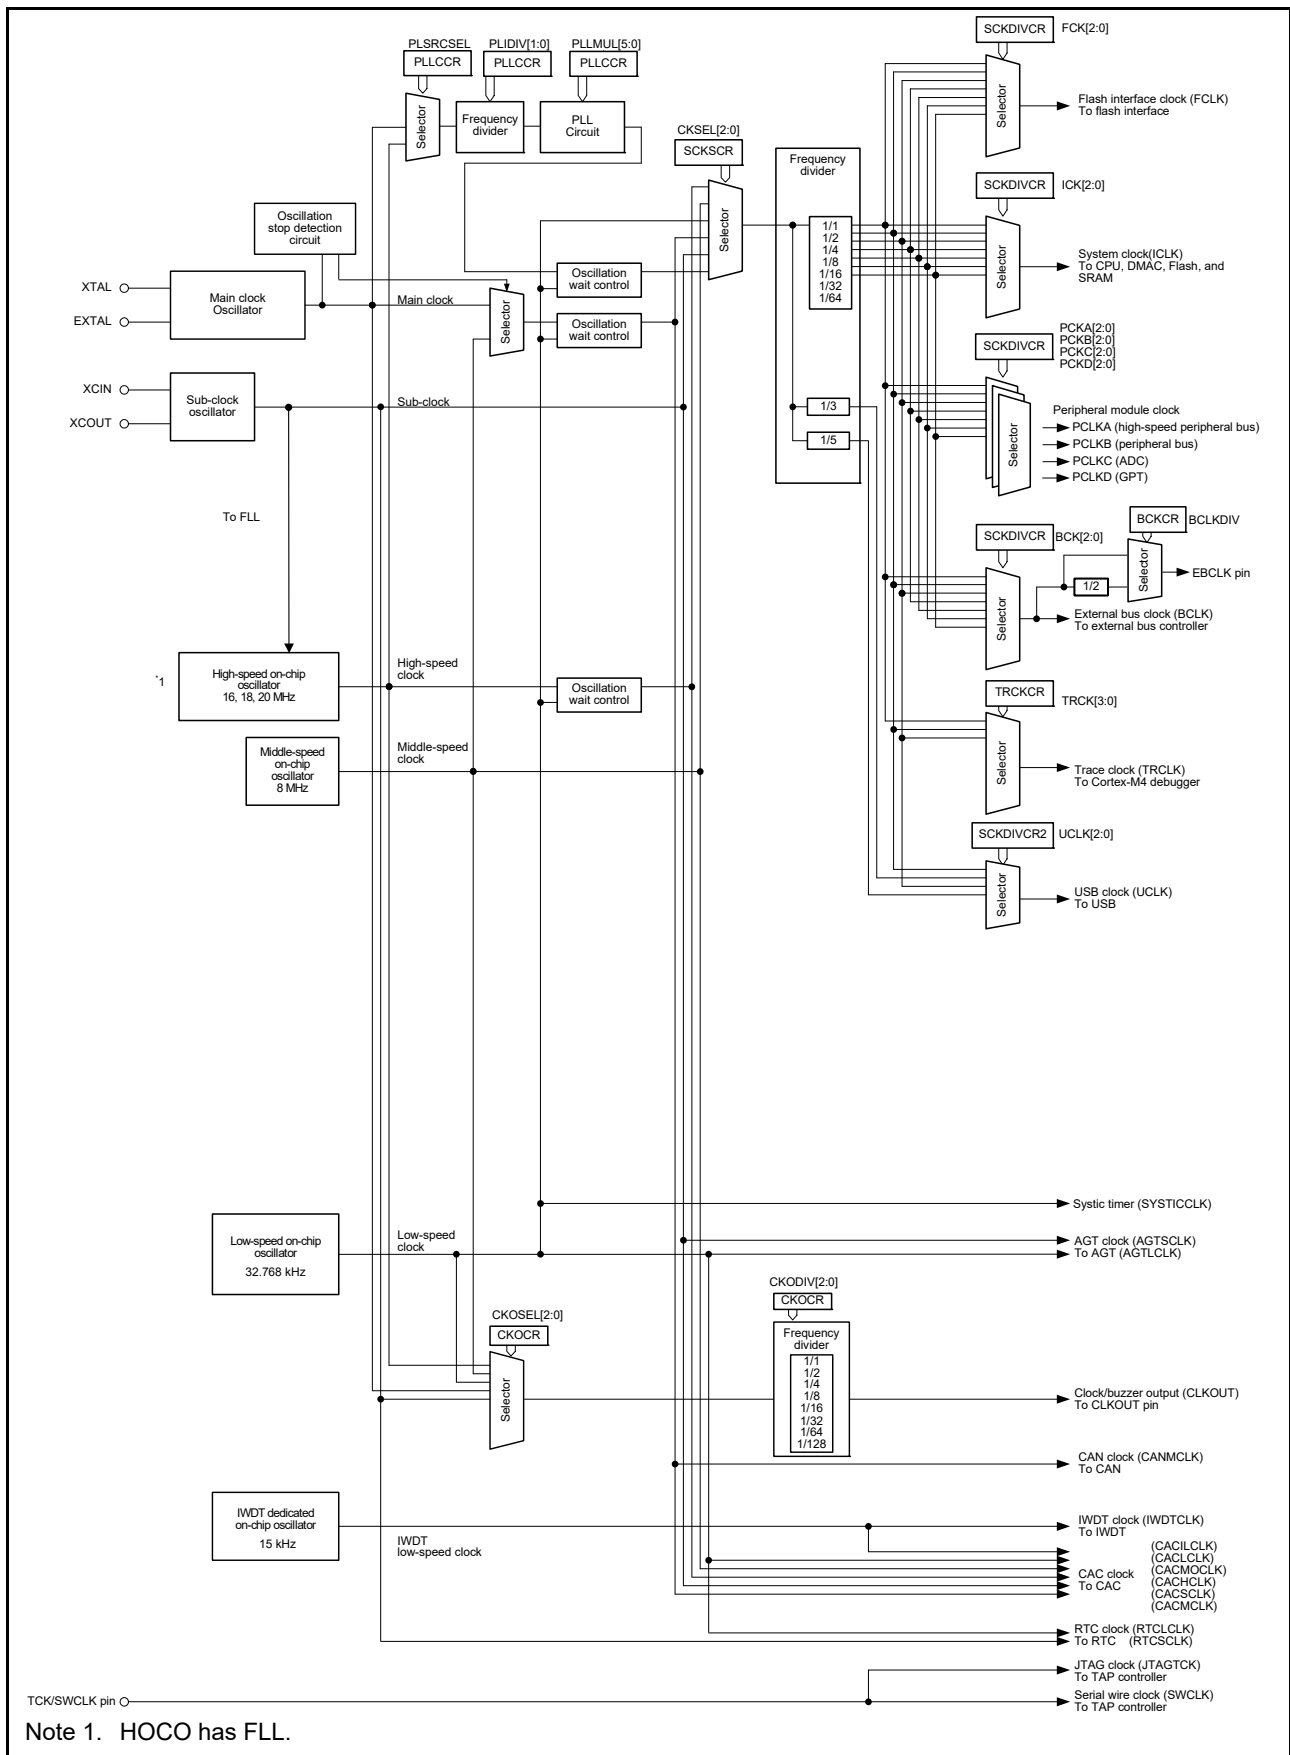 PLSRCSEL
PLLCCR
PLIDIV[1:0]
PLLCCR
PLLMUL[5:0]
PLLCCR
SCKDIVCR
FCK[2:0]
Selector
Frequency
divider
PLL
Circuit
Selector
Flash interface clock (FCLK)
To flash interface
CKSEL[2:0]
SCKSCR
Selector
Frequency
divider
1/1
1/2
1/4
1/8
1/16
1/32
1/64
1/3
1/5
SCKDIVCR
ICK[2:0]
Selector
System clock(ICLK)
To CPU, DMAC, Flash, and
SRAM
Oscillation
stop detection
circuit
XTAL
EXTAL
Main clock
Oscillator
Main clock
Selector
Oscillation
wait control
Oscillation
wait control
SCKDIVCR
PCKA[2:0]
PCKB[2:0]
PCKC[2:0]
PCKD[2:0]
Selector
Peripheral module clock
PCLKA (high-speed peripheral bus)
PCLKB (peripheral bus)
PCLKC (ADC)
PCLKD (GPT)
XCIN
XCOUT
Sub-clock
oscillator
Sub-clock
To FLL
SCKDIVCR
BCK[2:0]
Selector
BCKCR
BCLKDIV
Selector
1/2
EBCLK pin
External bus clock (BCLK)
To external bus controller
*1
High-speed on-chip
oscillator
16, 18, 20 MHz
High-speed
clock
Oscillation
wait control
TRCKCR
TRCK[3:0]
Selector
Trace clock (TRCLK)
To Cortex-M4 debugger
Middle-speed
on-chip
oscillator
8 MHz
Middle-speed
clock
SCKDIVCR2
UCLK[2:0]
Selector
USB clock (UCLK)
To USB
Systic timer (SYSTICCLK)
Low-speed on-chip
oscillator
32.768 kHz
Low-speed
clock
AGT clock (AGTSCLK)
To AGT (AGTLCLK)
CKOSEL[2:0]
CKOCR
Selector
CKODIV[2:0]
CKOCR
Frequency
divider
1/1
1/2
1/4
1/8
1/16
1/32
1/64
1/128
Clock/buzzer output (CLKOUT)
To CLKOUT pin
CAN clock (CANMCLK)
To CAN
IWDT dedicated
on-chip oscillator
15 kHz
IWDT
low-speed clock
IWDT clock (IWDTCLK)
To IWDT
CAC clock
To CAC
(CACILCLK)
(CACLCLK)
(CACMOCLK)
(CACHCLK)
(CACSCLK)
(CACMCLK)
RTC clock (RTCLCLK)
To RTC (RTCSCLK)
JTAG clock (JTAGTCK)
To TAP controller
TCK/SWCLK pin
Serial wire clock (SWCLK)
To TAP controller
Note 1. HOCO has FLL.